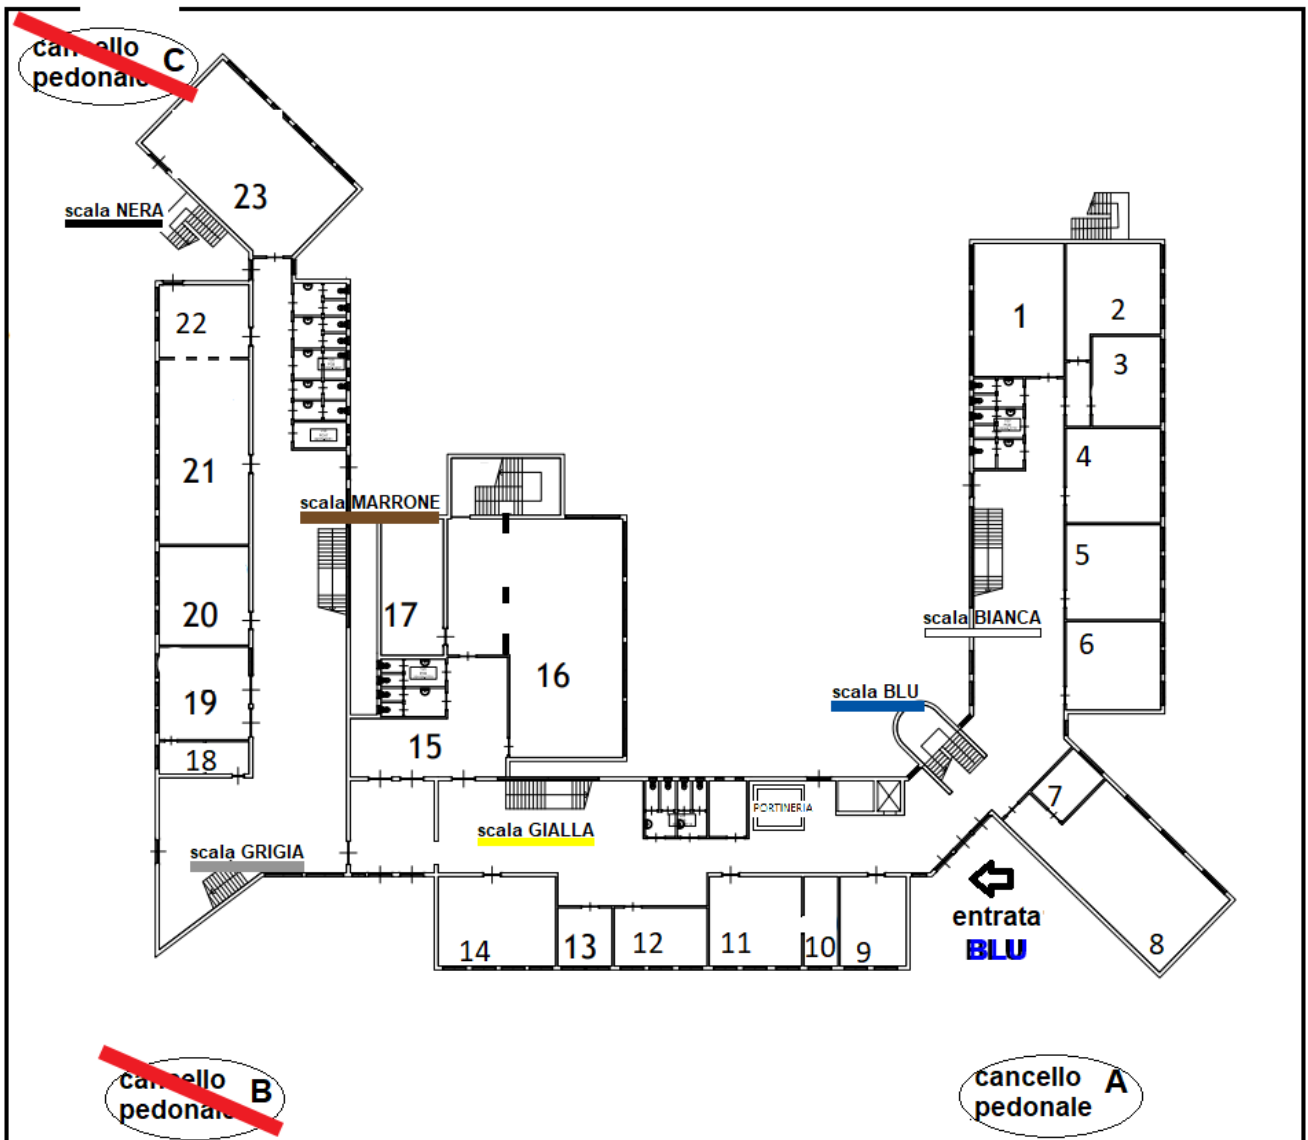 cancello C
pedonale
23
scala NERA
22
1
2
3
21
4
scala MARRONE
5
20
17
scala BIANCA
6
16
19
scala BLU
15
18
7
PORTINERIA
scala GIALLA
scala GRIGIA
entrata
BLU
14
13
12
11
10
9
8
cancello B
pedonale
cancello A
pedonale